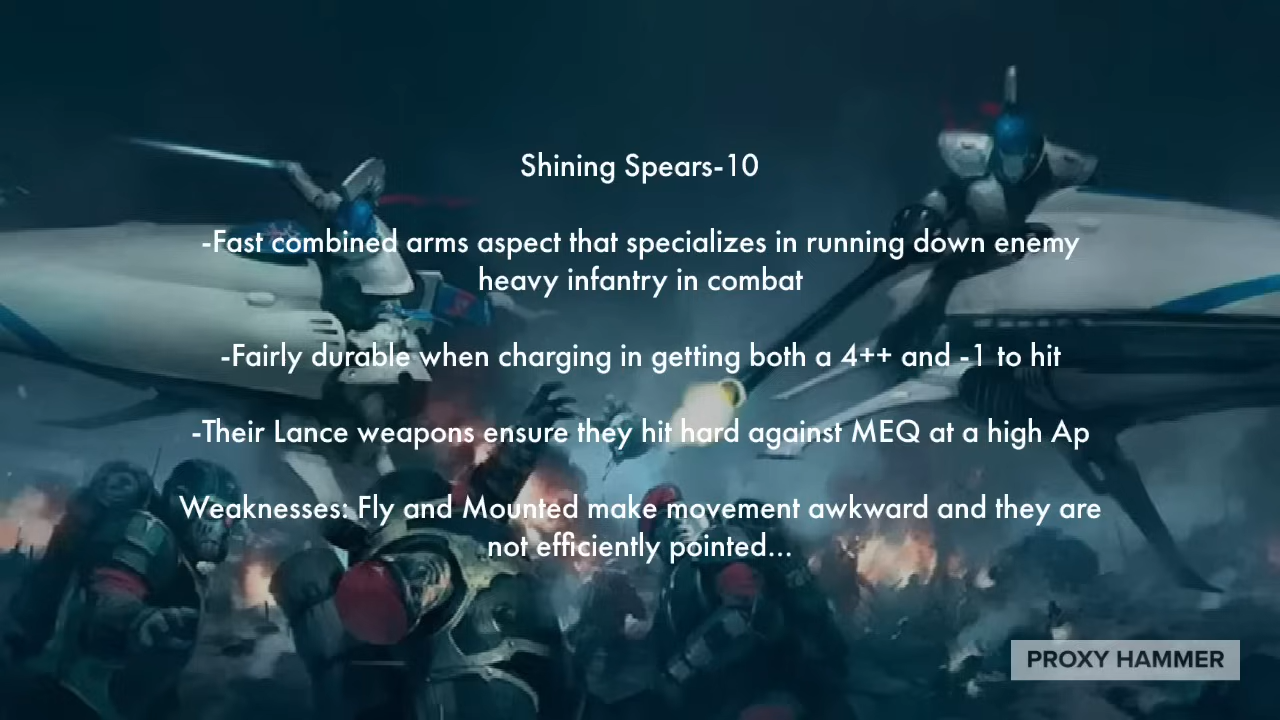 Shining Spears-10
-Fast combined arms aspect that specializes in running down enemy
heavy infantry in combat
-Fairly durable when charging in getting both a 4++ and -1 to hit
-Their Lance weapons ensure they hit hard against MEQ at a high Ap
Weaknesses: Fly and Mounted make movement awkward and they are
not efficiently pointed...
PROXY HAMMER